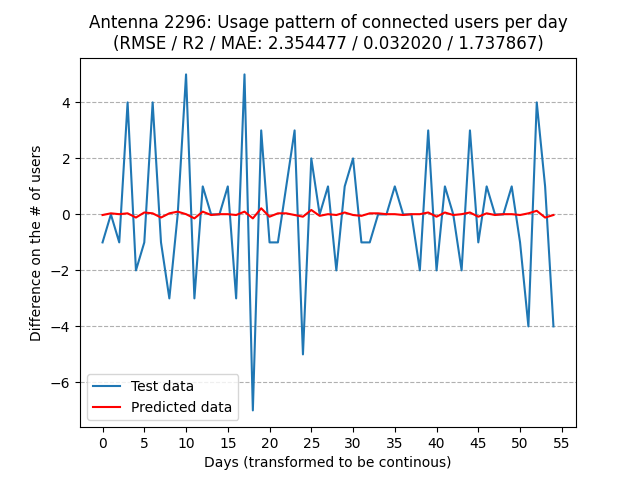 Antenna 2296: Usage pattern of connected users per day
(RMSE / R2 / MAE: 2.354477 / 0.032020 / 1.737867)
Difference on the # of users
4
2
0
−2
−4
−6
Test data
Predicted data
0 5 10 15 20 25 30 35 40 45 50 55
Days (transformed to be continous)